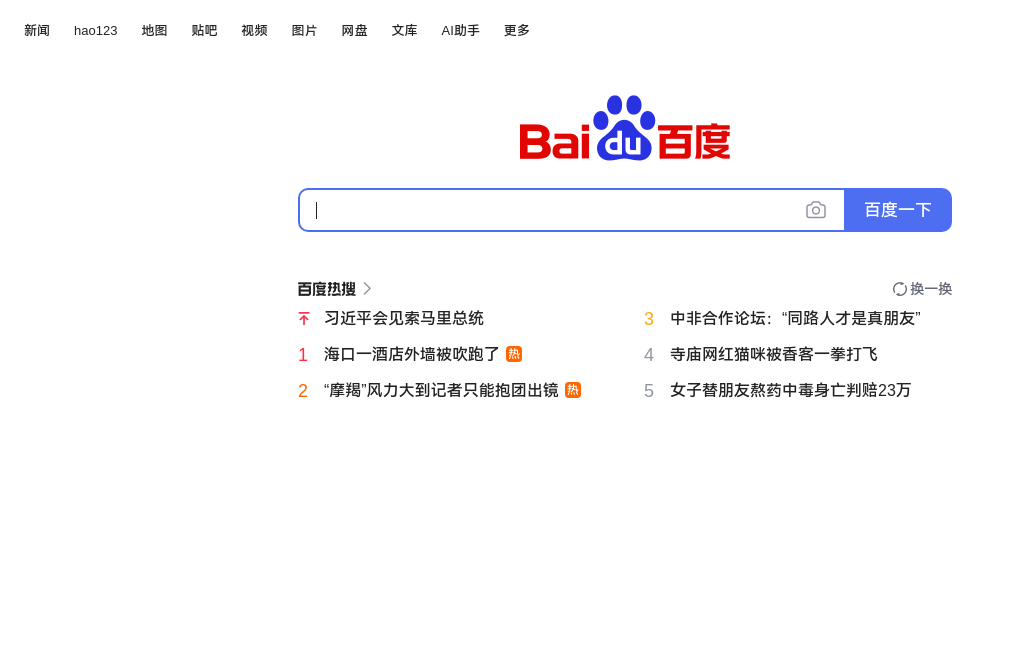 新闻 hao123 地图 贴吧 视频 图片 网盘 文库 AI助手 更多
Baidu百度
百度一下
百度热搜 换一换
习近平会见索马里总统
1 海口一酒店外墙被吹跑了 热
2 “摩羯”风力大到记者只能抱团出镜 热
3 中非合作论坛：“同路人才是真朋友”
4 寺庙网红猫咪被香客一拳打飞
5 女子替朋友熬药中毒身亡判赔23万